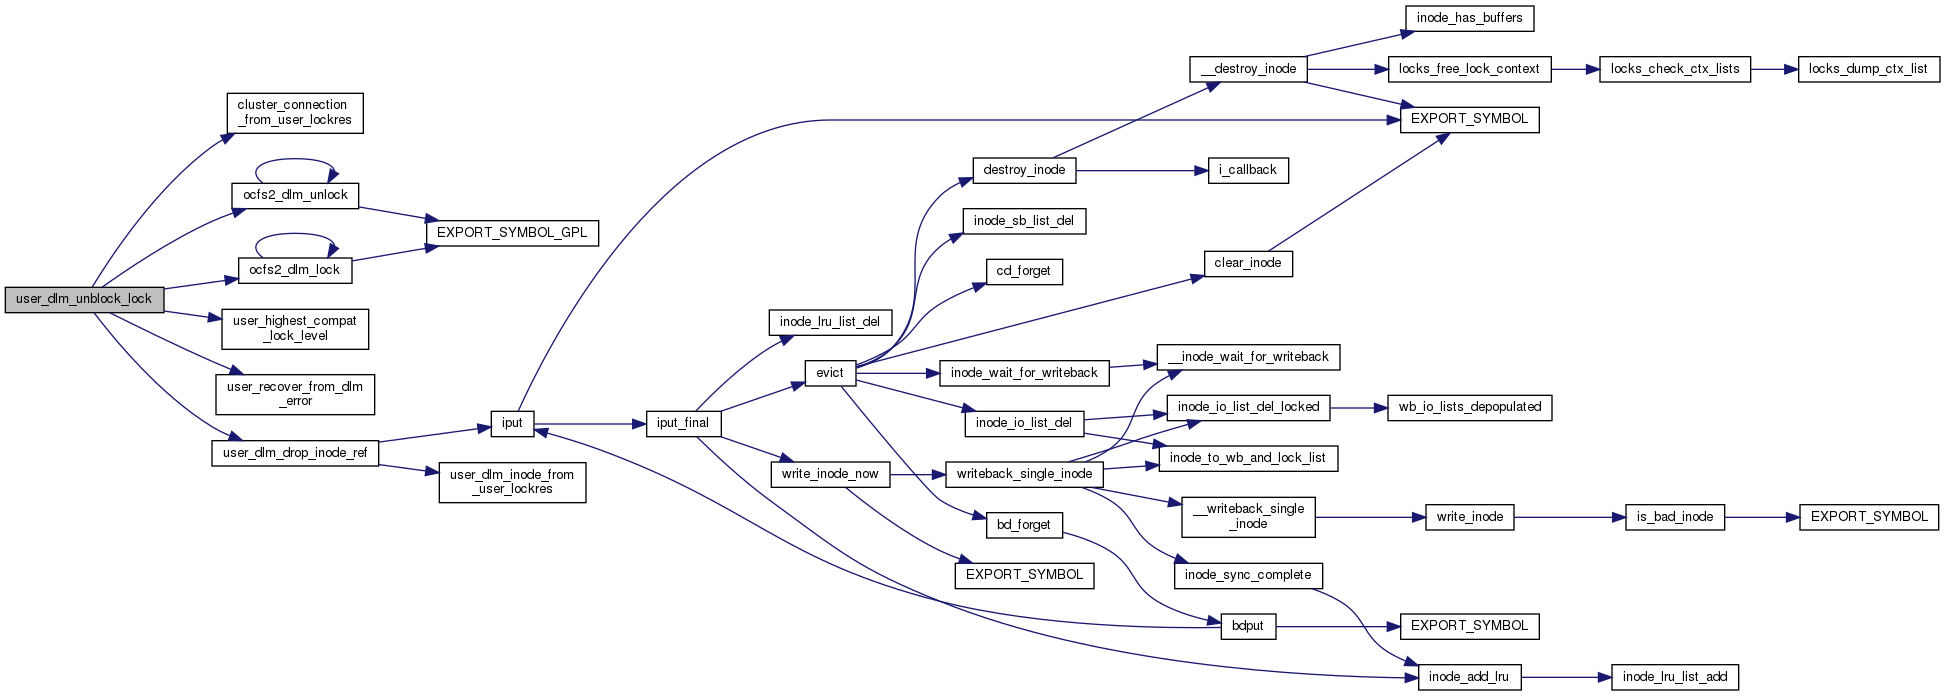 inode_has_buffers
__destroy_inode
locks_free_lock_context
locks_check_ctx_lists
locks_dump_ctx_list
cluster_connection
_from_user_lockres
EXPORT_SYMBOL
destroy_inode
i_callback
ocfs2_dlm_unlock
inode_sb_list_del
EXPORT_SYMBOL_GPL
clear_inode
ocfs2_dlm_lock
cd_forget
user_dlm_unblock_lock
user_highest_compat
_lock_level
inode_lru_list_del
__inode_wait_for_writeback
evict
inode_wait_for_writeback
user_recover_from_dlm
_error
inode_io_list_del_locked
wb_io_lists_depopulated
iput
iput_final
inode_io_list_del
user_dlm_drop_inode_ref
inode_to_wb_and_lock_list
user_dlm_inode_from
_user_lockres
write_inode_now
writeback_single_inode
__writeback_single
_inode
write_inode
is_bad_inode
EXPORT_SYMBOL
bd_forget
EXPORT_SYMBOL
inode_sync_complete
bdput
EXPORT_SYMBOL
inode_add_lru
inode_lru_list_add